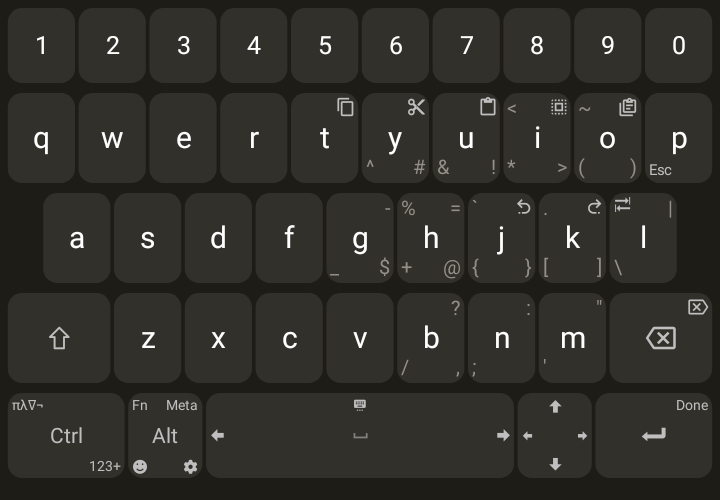 1 2 3 4 5 6 7 8 9 0
< ~
q w e r t y u i o p
^ # & ! * > ( ) Esc
- % = ` . |
a s d f g h j k l
_ $ + @ { } [ ] \
? : "
z x c v b n m
/ , ; '
πλ∇¬ Fn Meta Done
Ctrl Alt
123+